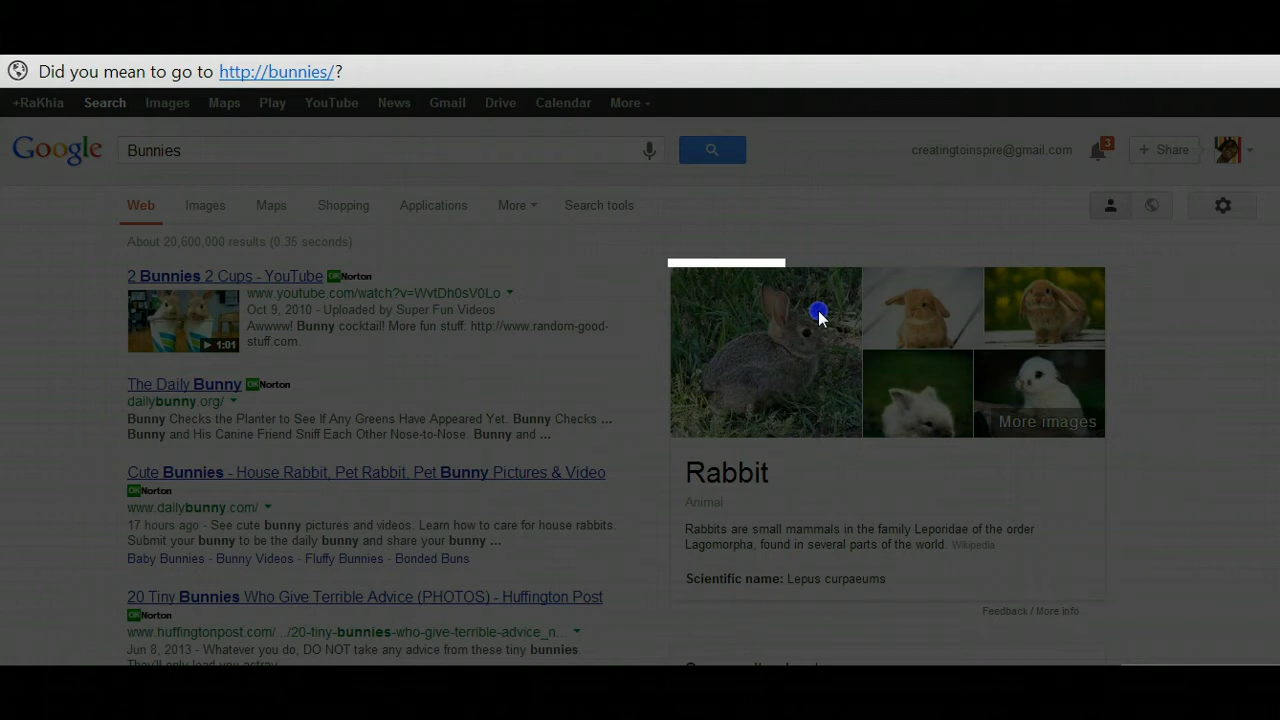 Did you mean to go to http://bunnies/?
+RaKhia Search Images Maps Play YouTube News Gmail Drive Calendar More
Google Bunnies creatingtoinspire@gmail.com 3 + Share
Web Images Maps Shopping Applications More Search tools
About 20,600,000 results (0.35 seconds)
2 Bunnies 2 Cups - YouTube OK Norton
www.youtube.com/watch?v=WvtDh0sV0Lo
Oct 9, 2010 - Uploaded by Super Fun Videos
Awwww! Bunny cocktail! More fun stuff: http://www.random-good-
stuff.com.
1:01
The Daily Bunny OK Norton
dailybunny.org/
Bunny Checks the Planter to See If Any Greens Have Appeared Yet. Bunny Checks ...
Bunny and His Canine Friend Sniff Each Other Nose-to-Nose. Bunny and ...
Cute Bunnies - House Rabbit, Pet Rabbit, Pet Bunny Pictures & Video
OK Norton
www.dailybunny.com/
17 hours ago - See cute bunny pictures and videos. Learn how to care for house rabbits.
Submit your bunny to be the daily bunny and share your bunny ...
Baby Bunnies - Bunny Videos - Fluffy Bunnies - Bonded Buns
20 Tiny Bunnies Who Give Terrible Advice (PHOTOS) - Huffington Post
OK Norton
www.huffingtonpost.com/.../20-tiny-bunnies-who-give-terrible-advice_n...
Jun 8, 2013 - Whatever you do, DO NOT take any advice from these tiny bunnies.
They'll only lead you astray
More images
Rabbit
Animal
Rabbits are small mammals in the family Leporidae of the order
Lagomorpha, found in several parts of the world. Wikipedia
Scientific name: Lepus curpaeums
Feedback / More info